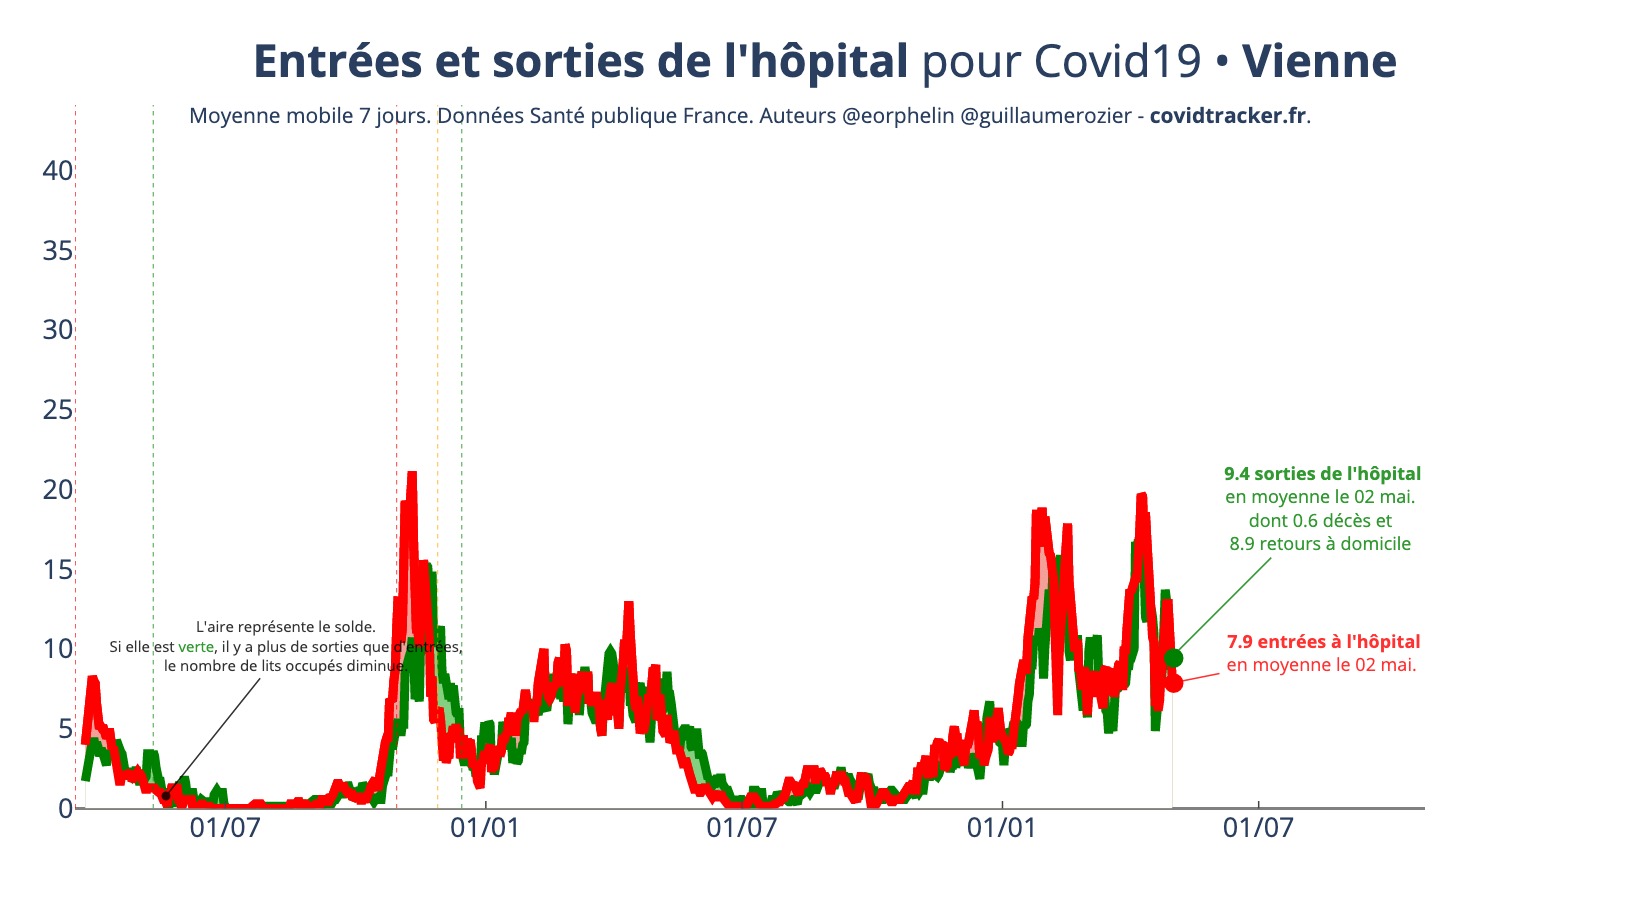 Entrées et sorties de l'hôpital pour Covid19 • Vienne
Moyenne mobile 7 jours. Données Santé publique France. Auteurs @eorphelin @guillaumerozier - covidtracker.fr.
40
35
30
25
20
15
10
5
0
L'aire représente le solde.
Si elle est verte, il y a plus de sorties que d'entrées,
le nombre de lits occupés diminue.
9.4 sorties de l'hôpital
en moyenne le 02 mai.
dont 0.6 décès et
8.9 retours à domicile
7.9 entrées à l'hôpital
en moyenne le 02 mai.
01/07
01/01
01/07
01/01
01/07